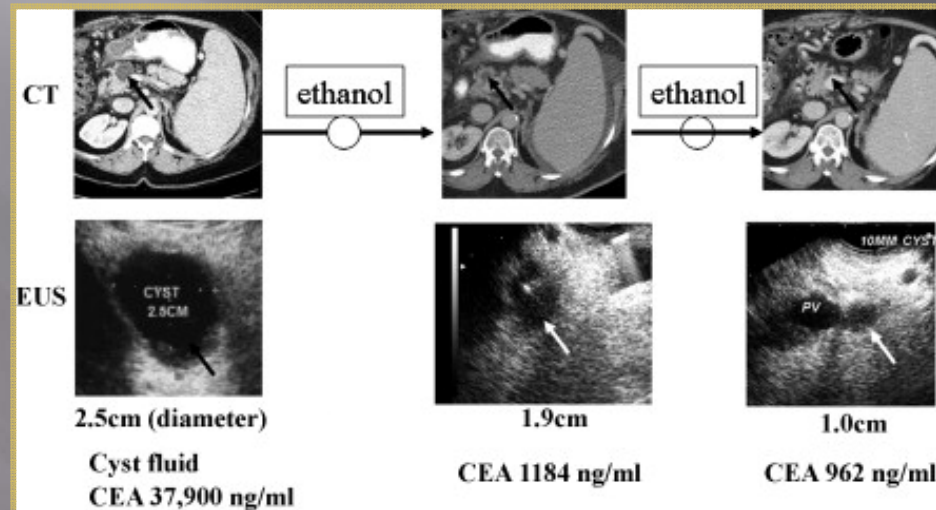 CT
ethanol
ethanol
EUS
CYST
2.5CM
10MM CYST
PV
2.5cm (diameter)
1.9cm
1.0cm
Cyst fluid
CEA 37,900 ng/ml
CEA 1184 ng/ml
CEA 962 ng/ml